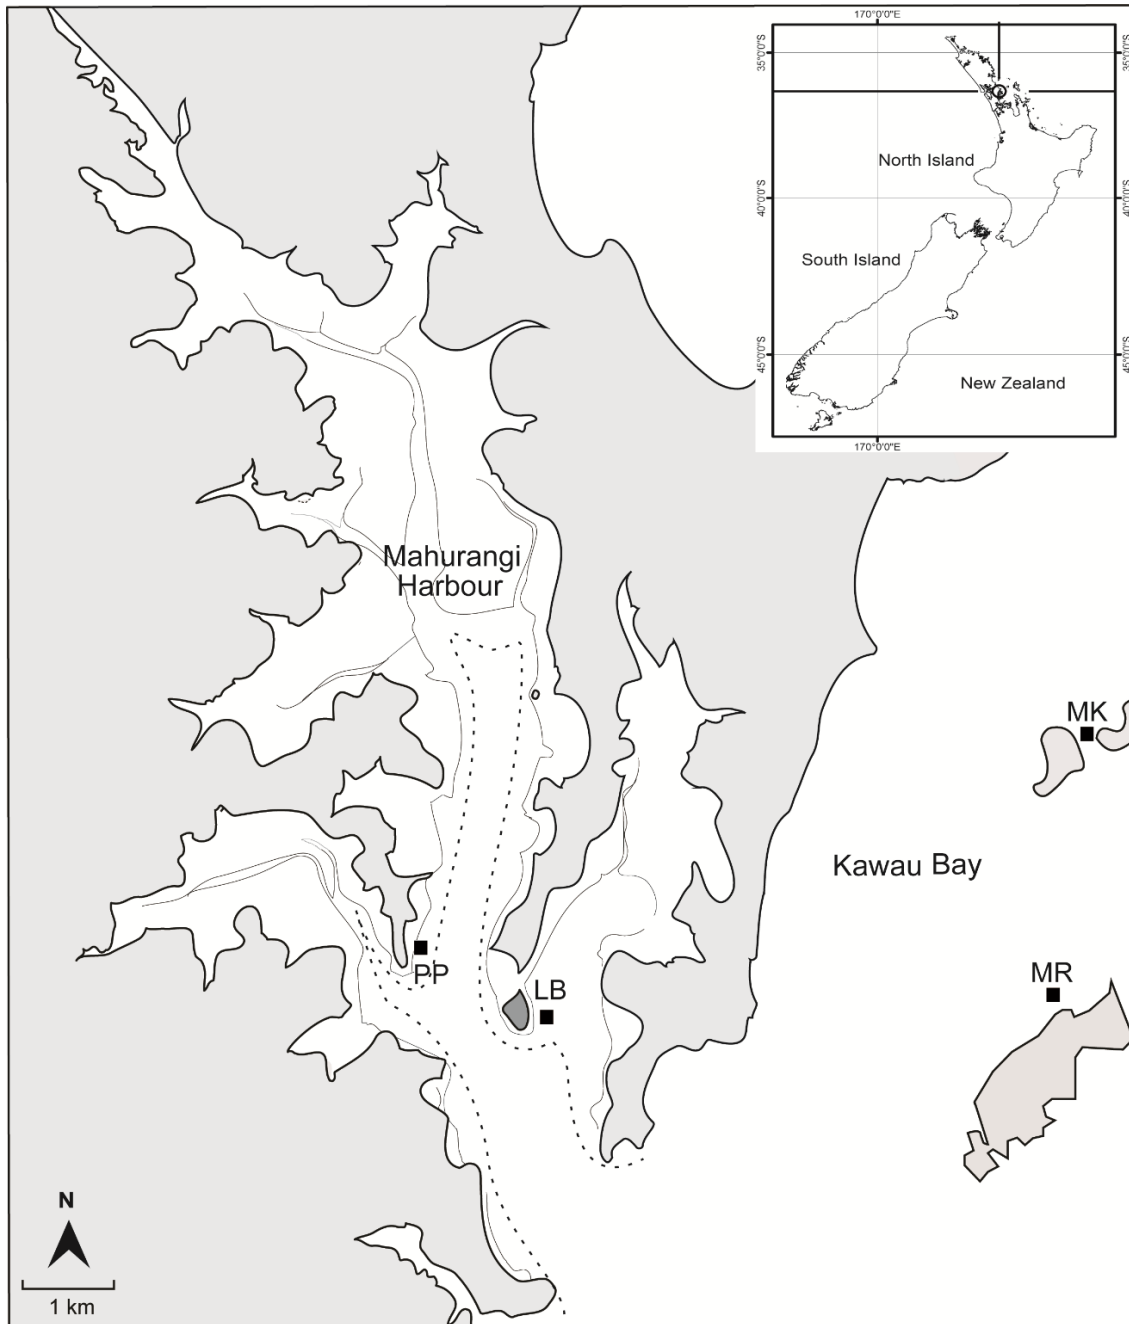 170°0'0"E
35°0'0"S
35°0'0"S
North Island
40°0'0"S
40°0'0"S
South Island
45°0'0"S
45°0'0"S
New Zealand
170°0'0"E
Mahurangi
Harbour
MK
Kawau Bay
PP
LB
MR
N
1 km